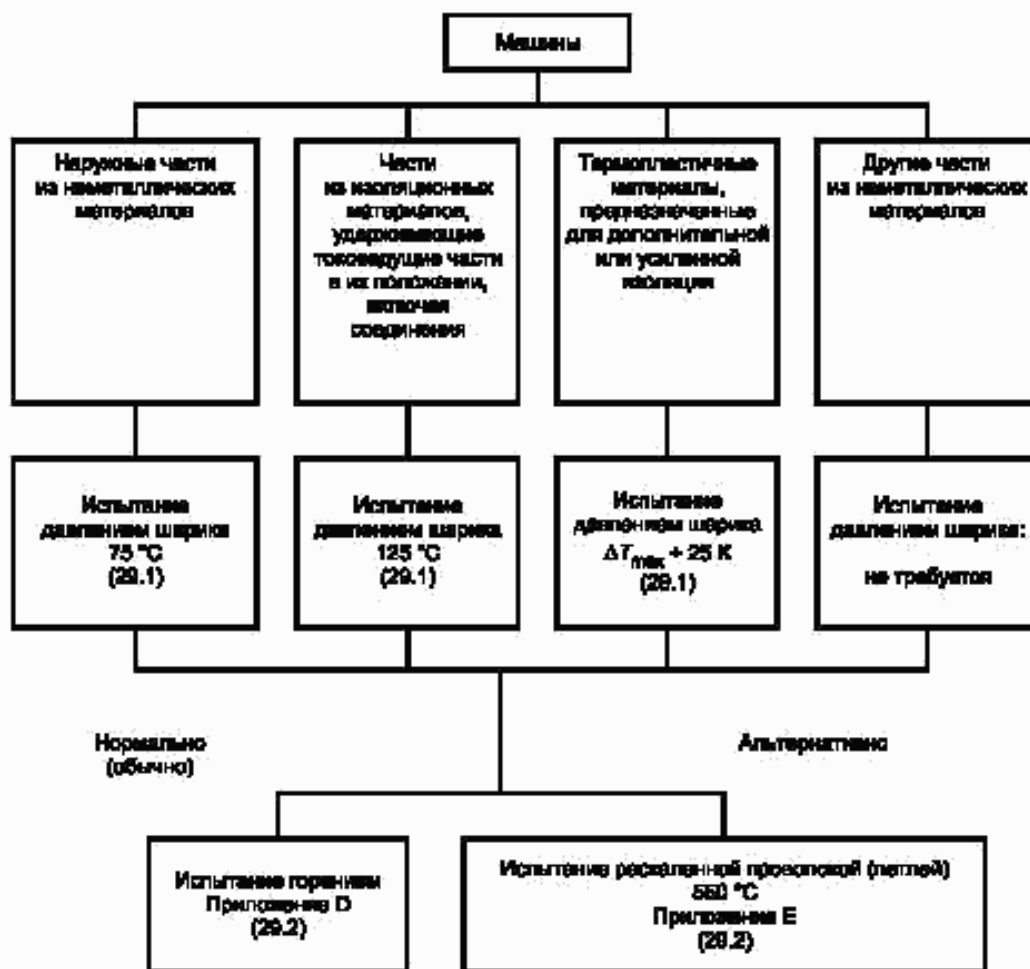 Машины
Наружные части
из неметаллических
материалов
Части
из изоляционных
материалов,
удерживающие
токоведущие части
в их положении,
включая
соединения
Термопластичные
материалы,
предназначенные
для дополнительной
или усиленной
изоляции
Другие части
из неметаллических
материалов
Испытание
давлением шарика
75 °C
(29.1)
Испытание
давлением шарика
125 °C
(29.1)
Испытание
давлением шарика
ΔTmax + 25 K
(29.1)
Испытание
давлением шарика:
не требуется
Нормально
(обычно)
Альтернативно
Испытание горением
Приложение D
(29.2)
Испытание раскаленной проволокой (петлей)
550 °C
Приложение E
(29.2)